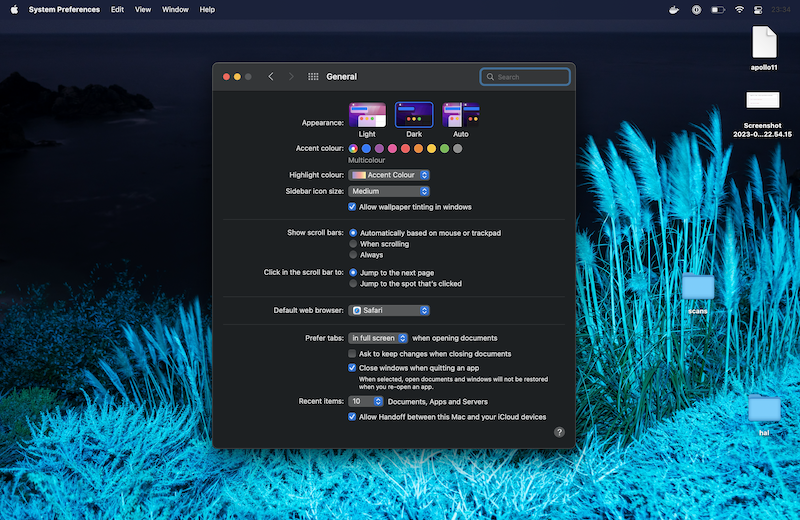 System Preferences Edit View Window Help 23:34
General
Search
Appearance:
Light Dark Auto
Accent colour:
Multicolour
Highlight colour: Accent Colour
Sidebar icon size: Medium
Allow wallpaper tinting in windows
Show scroll bars: Automatically based on mouse or trackpad
When scrolling
Always
Click in the scroll bar to: Jump to the next page
Jump to the spot that's clicked
Default web browser: Safari
Prefer tabs: in full screen when opening documents
Ask to keep changes when closing documents
Close windows when quitting an app
When selected, open documents and windows will not be restored
when you re-open an app.
Recent items: 10 Documents, Apps and Servers
Allow Handoff between this Mac and your iCloud devices
?
apollo11
Screenshot
2023-0...22.54.15
scans
hal